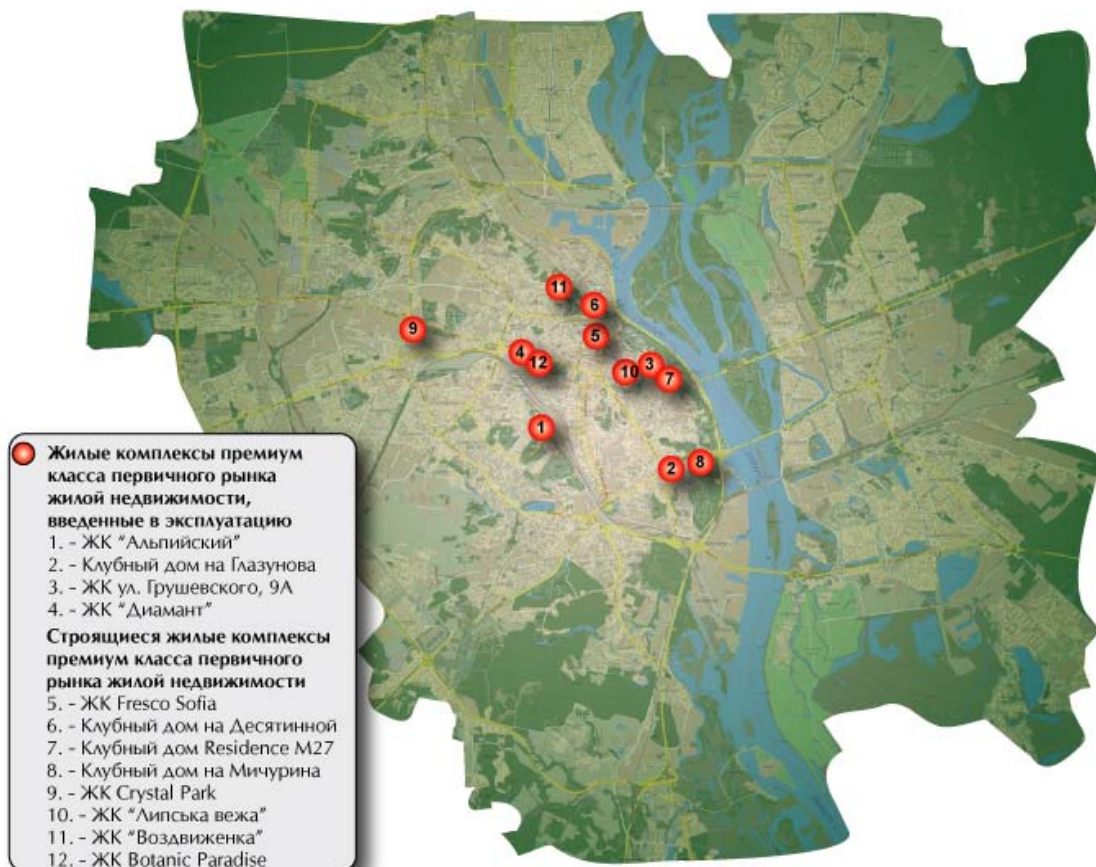 11
6
9
5
4
12
3
10
7
1
8
2
Жилые комплексы премиум
класса первичного рынка
жилой недвижимости,
введенные в эксплуатацию
1. - ЖК "Альпийский"
2. - Клубный дом на Глазунова
3. - ЖК ул. Грушевского, 9А
4. - ЖК "Диамант"
Строящиеся жилые комплексы
премиум класса первичного
рынка жилой недвижимости
5. - ЖК Fresco Sofia
6. - Клубный дом на Десятинной
7. - Клубный дом Residence M27
8. - Клубный дом на Мичурина
9. - ЖК Crystal Park
10. - ЖК "Липська вежа"
11. - ЖК "Воздвиженка"
12. - ЖК Botanic Paradise